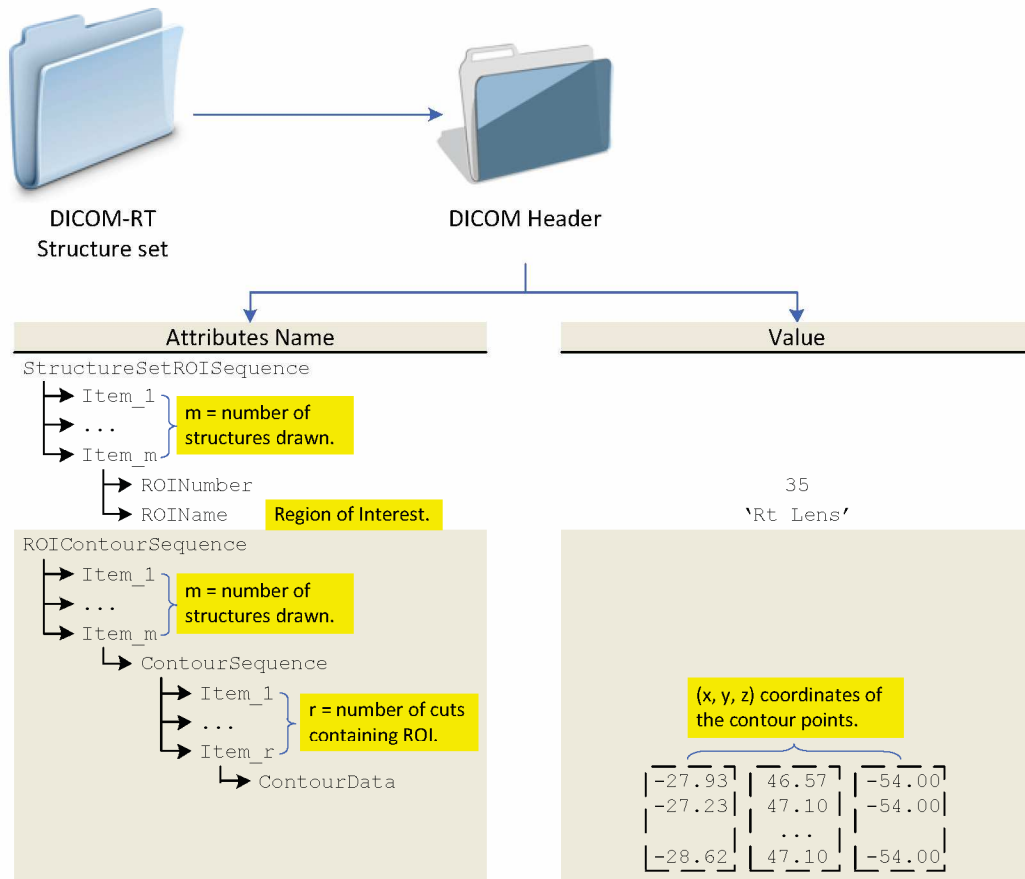 DICOM-RT
Structure set
DICOM Header
Attributes Name
Value
StructureSetROISequence
Item_1
...
Item_m
m = number of
structures drawn.
ROINumber
35
ROIName
Region of Interest.
‘Rt Lens’
ROIContourSequence
Item_1
...
Item_m
m = number of
structures drawn.
ContourSequence
Item_1
...
Item_r
r = number of cuts
containing ROI.
ContourData
(x, y, z) coordinates of
the contour points.
-27.93 46.57 -54.00
-27.23 47.10 -54.00
...
-28.62 47.10 -54.00